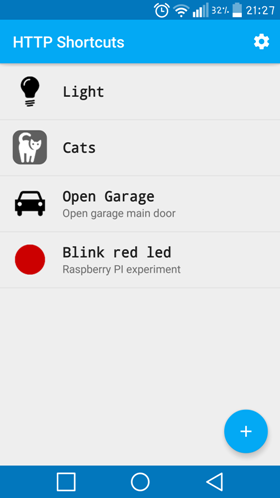 32% 21:27
HTTP Shortcuts
Light
Cats
Open Garage
Open garage main door
Blink red led
Raspberry PI experiment